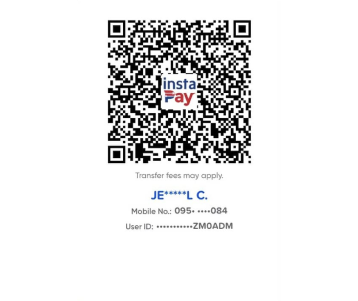 insta
Pay
Transfer fees may apply.
JE*****L C.
Mobile No.: 095• ••••084
User ID: •••••••••••ZM0ADM